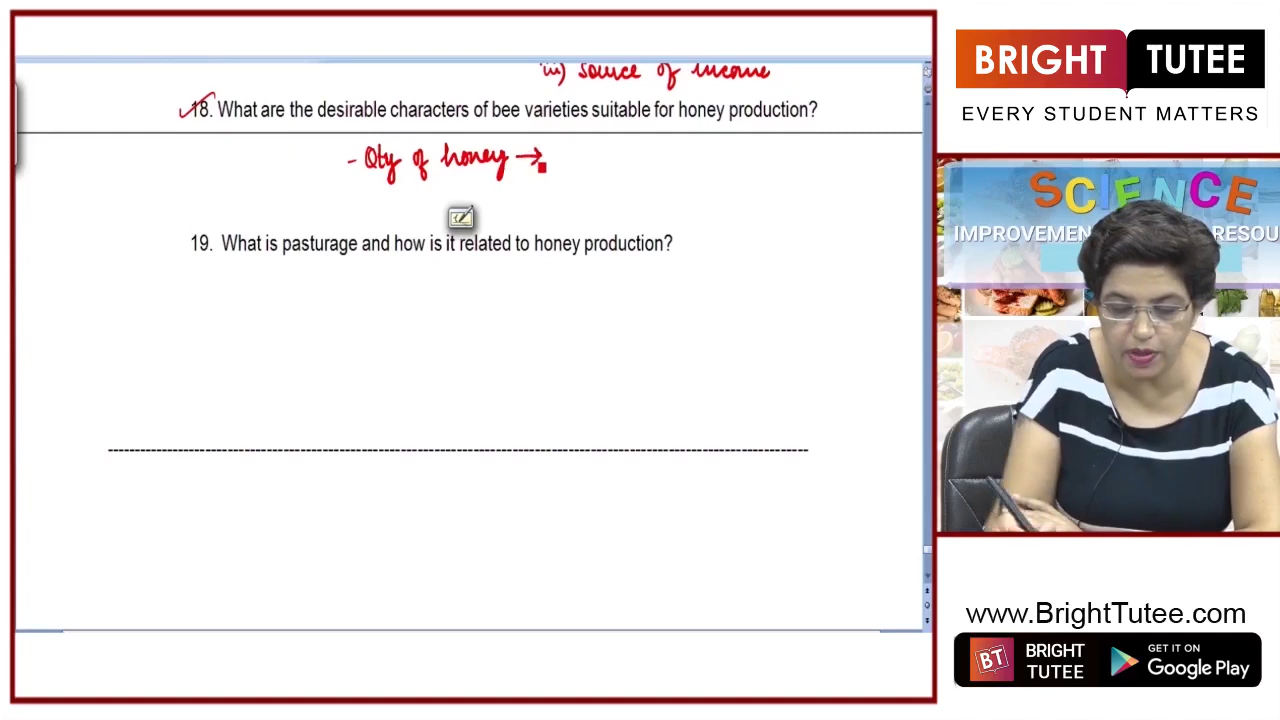 iii) Source of income
18. What are the desirable characters of bee varieties suitable for honey production?
- Qty of honey →
19. What is pasturage and how is it related to honey production?
BRIGHT TUTEE
EVERY STUDENT MATTERS
SCIENCE
IMPROVEMEN
RESOU
www.BrightTutee.com
BT
BRIGHT
TUTEE
GET IT ON
Google Play